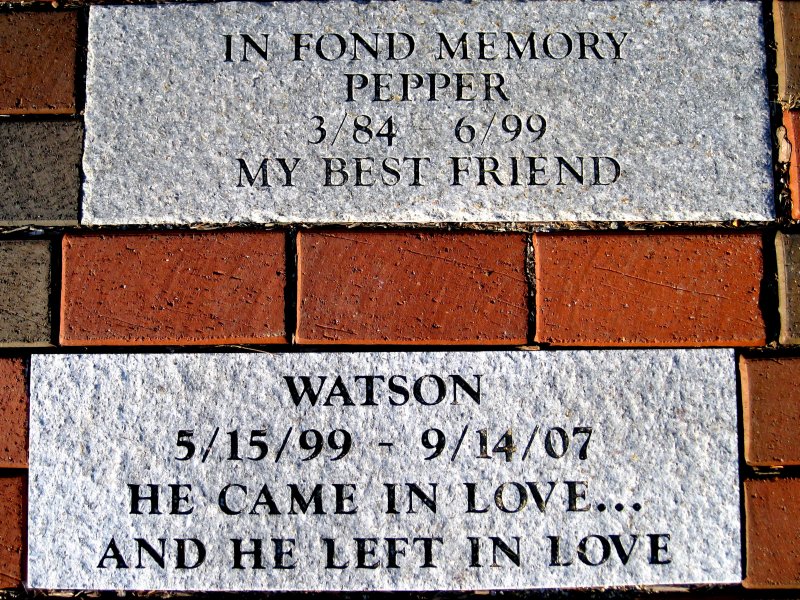 IN FOND MEMORY
PEPPER
3/84 - 6/99
MY BEST FRIEND
WATSON
5/15/99 - 9/14/07
HE CAME IN LOVE...
AND HE LEFT IN LOVE